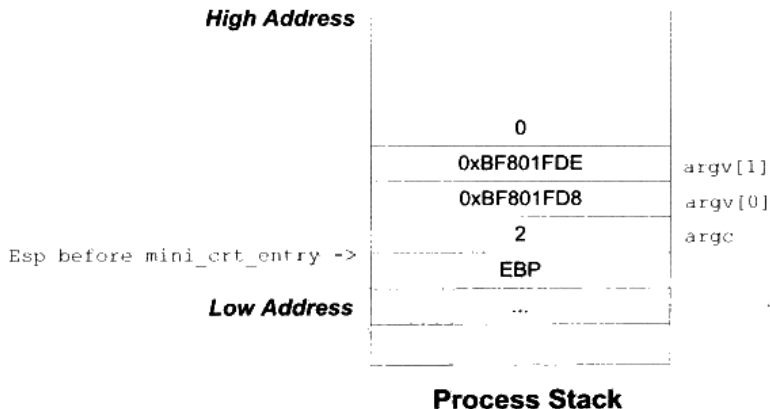 High Address
0
0xBF801FDE argv[1]
0xBF801FD8 argv[0]
2 argc
Esp before mini_crt_entry ->
EBP
Low Address ...
Process Stack